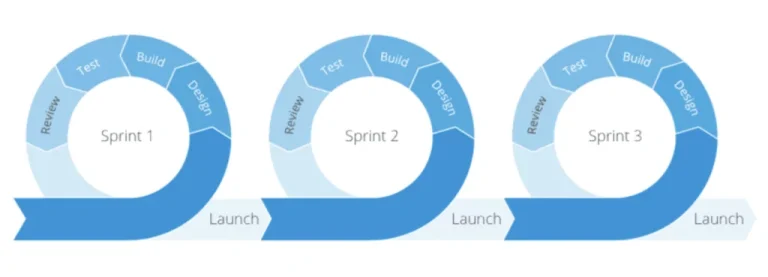 Review
Test
Build
Design
Sprint 1
Launch
Review
Test
Build
Design
Sprint 2
Launch
Review
Test
Build
Design
Sprint 3
Launch